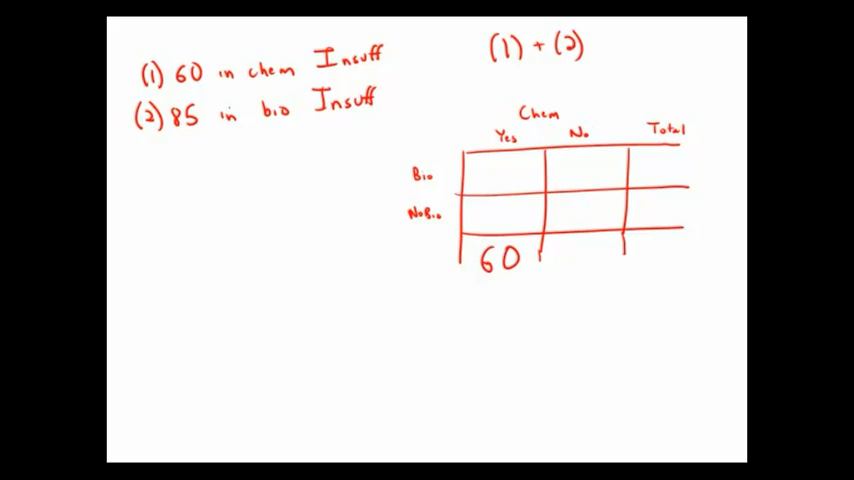 (1) 60 in chem Insuff
(2) 85 in bio Insuff
(1) + (2)
Chem
Yes No Total
Bio
No Bio
60